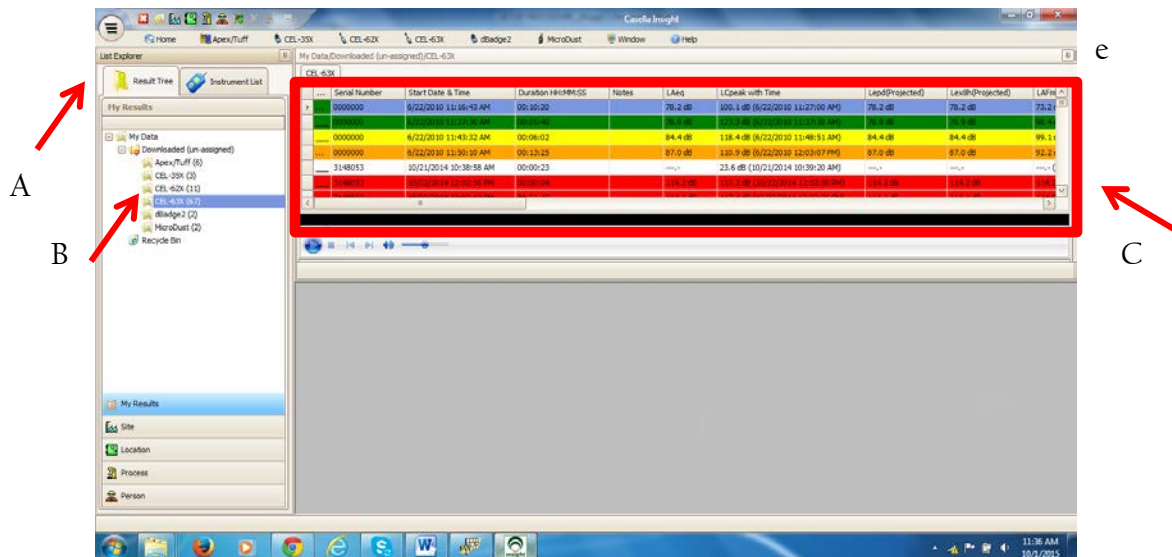 Casella Insight
Home Apex/Tuff CEL-35X CEL-62X CEL-63X dBadge2 MicroDust Window Help
List Explorer
My Data/Downloaded (un-assigned)/CEL-63X
e
Result Tree Instrument List
CEL-63X
... Serial Number Start Date & Time Duration HH:MM:SS Notes LAeq LCpeak with Time Lepd(Projected) Lex8h(Projected)
My Results
0000000 6/22/2010 11:16:43 AM 00:10:20 78.2 dB 100.1 dB (6/22/2010 11:27:00 AM) 78.2 dB 78.2 dB
0000000
0000000 6/22/2010 11:43:32 AM 00:06:02 84.4 dB 118.4 dB (6/22/2010 11:48:51 AM) 84.4 dB 84.4 dB
... 0000000 6/22/2010 11:50:10 AM 00:13:25 87.0 dB 110.9 dB (6/22/2010 12:03:07 PM) 87.0 dB 87.0 dB
3148053 10/21/2014 10:38:58 AM 00:00:23 ---.- 23.6 dB (10/21/2014 10:39:20 AM) ---.- ---.-
3148053
My Data
Downloaded (un-assigned)
Apex/Tuff (6)
CEL-35X (3)
CEL-62X (11)
CEL-63X (67)
dBadge2 (2)
MicroDust (2)
Recycle Bin
A
B
C
My Results
Site
Location
Process
Person
11:36 AM
10/1/2015